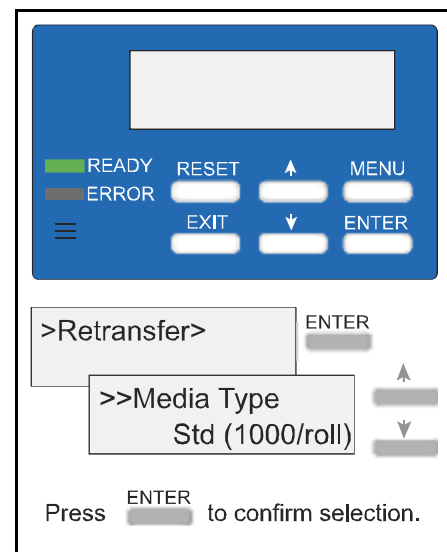 READY RESET MENU
ERROR
EXIT ENTER
>Retransfer> ENTER
>>Media Type
Std (1000/roll)
Press ENTER to confirm selection.